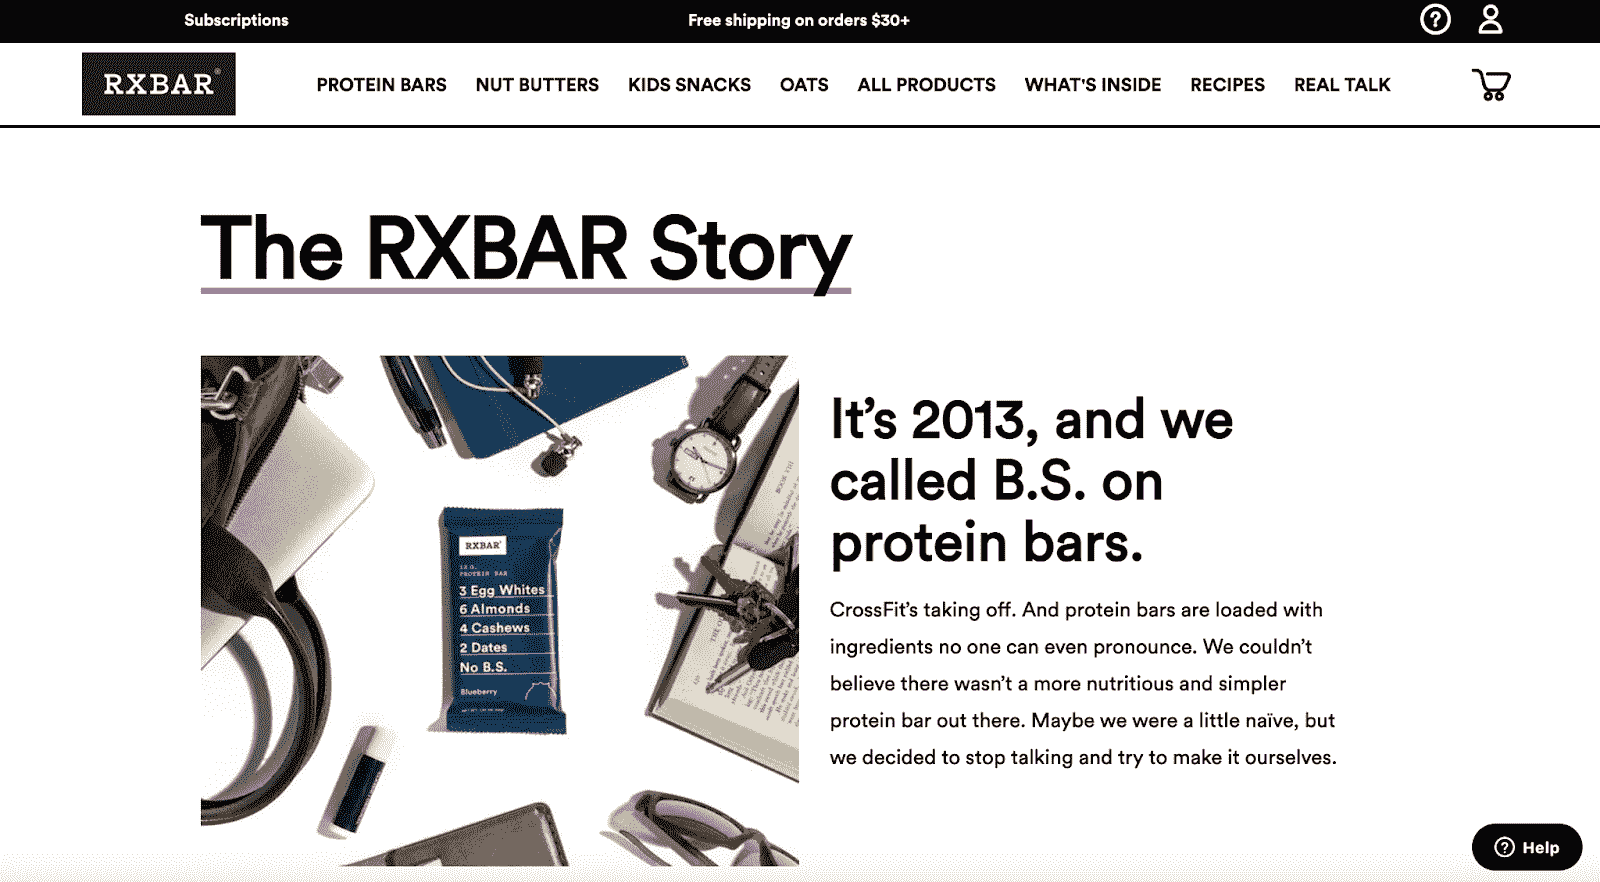 Subscriptions
Free shipping on orders $30+
RXBAR®
PROTEIN BARS
NUT BUTTERS
KIDS SNACKS
OATS
ALL PRODUCTS
WHAT'S INSIDE
RECIPES
REAL TALK
The RXBAR Story
RXBAR
12 G.
PROTEIN BAR
3 Egg Whites
6 Almonds
4 Cashews
2 Dates
No B.S.
Blueberry
BOOK VIII
It’s 2013, and we
called B.S. on
protein bars.
CrossFit’s taking off. And protein bars are loaded with
ingredients no one can even pronounce. We couldn’t
believe there wasn’t a more nutritious and simpler
protein bar out there. Maybe we were a little naïve, but
we decided to stop talking and try to make it ourselves.
Help